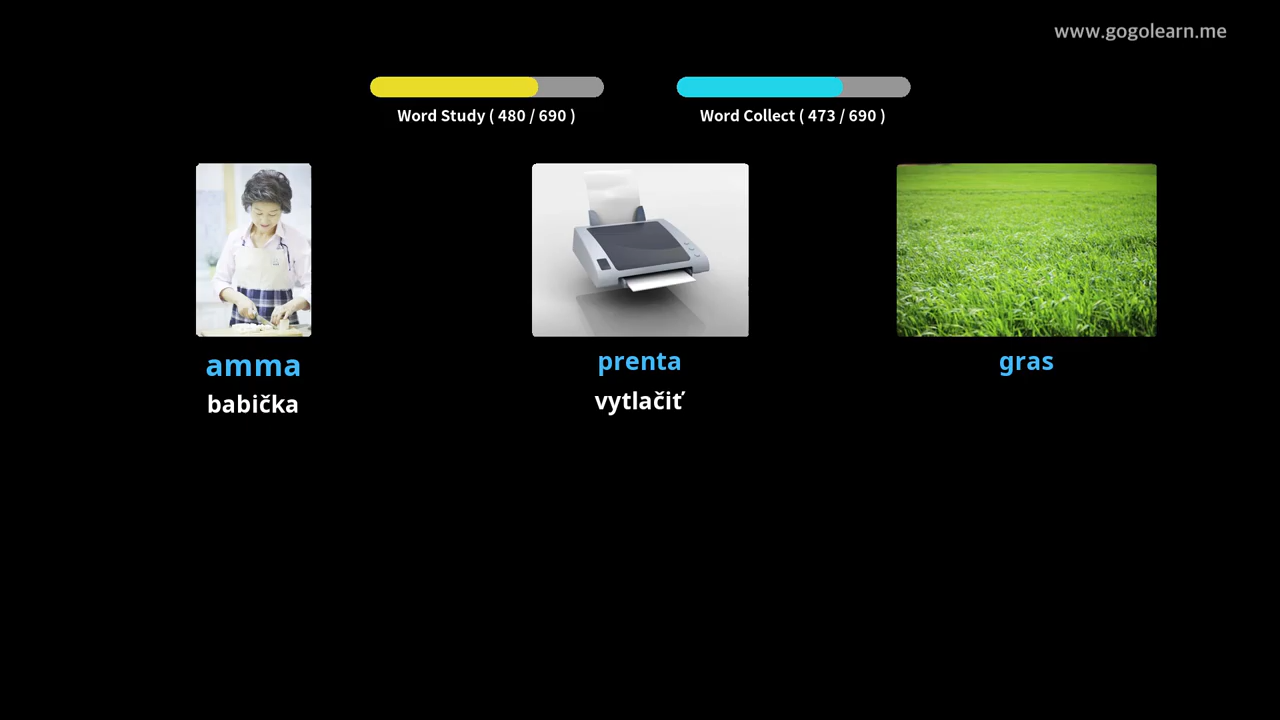 www.gogolearn.me
Word Study ( 480 / 690 )
Word Collect ( 473 / 690 )
amma
babička
prenta
vytlačiť
gras